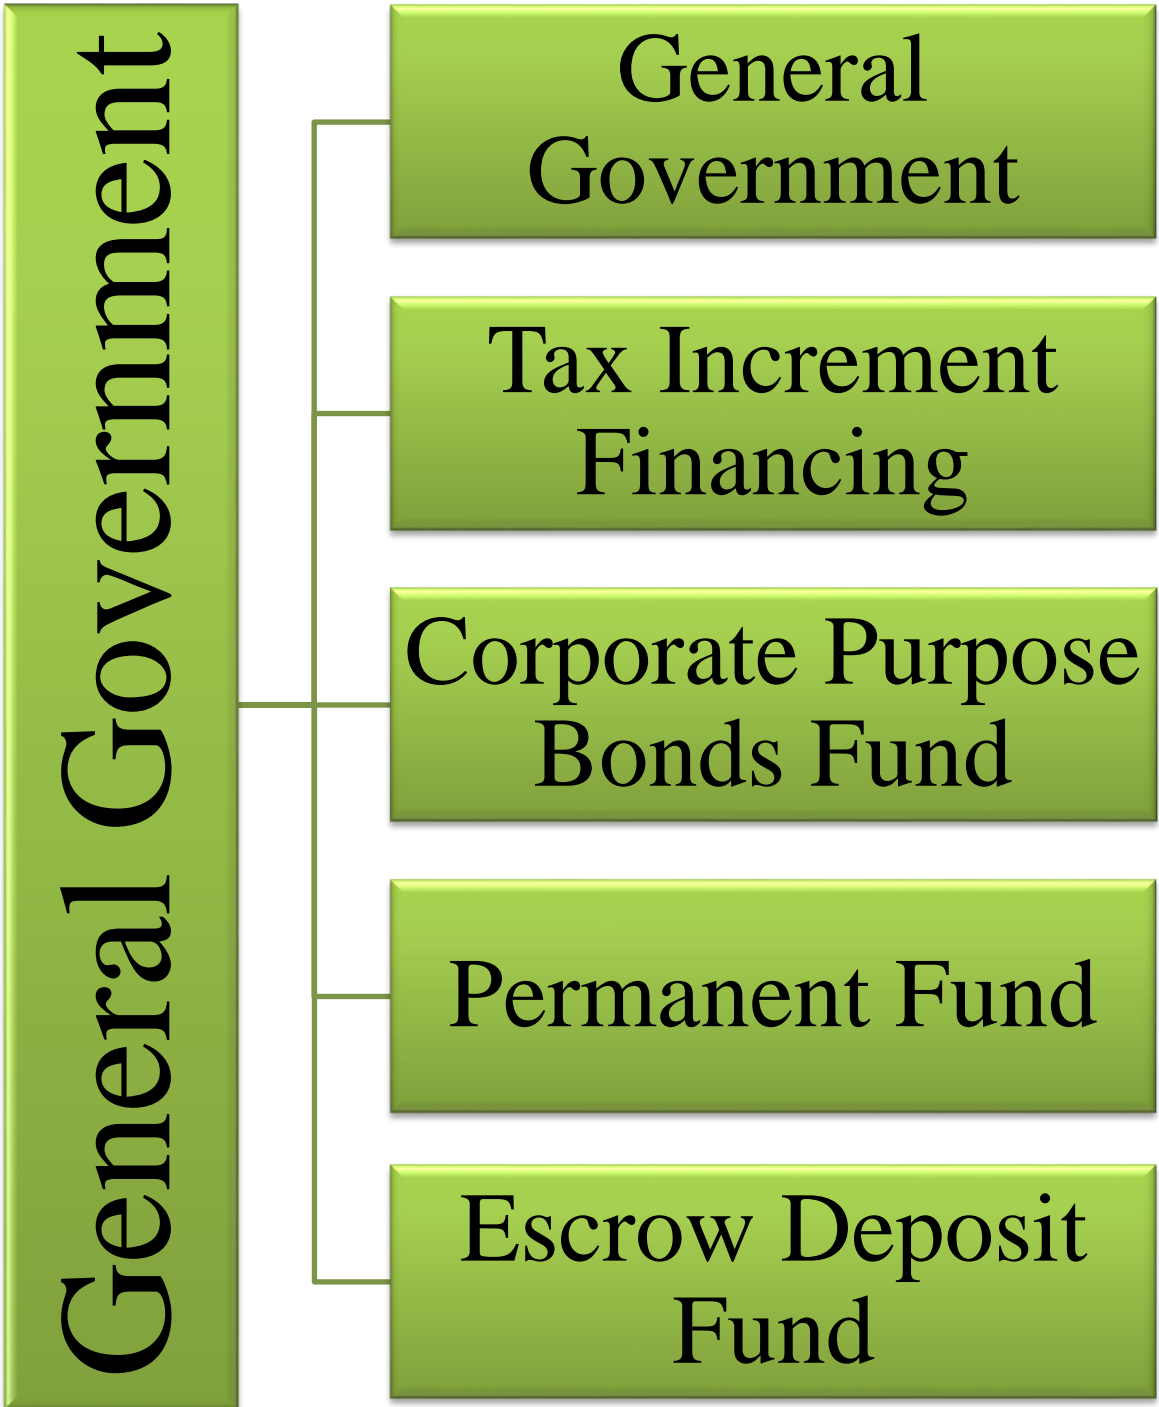 General Government
General
Government
Tax Increment
Financing
Corporate Purpose
Bonds Fund
Permanent Fund
Escrow Deposit
Fund